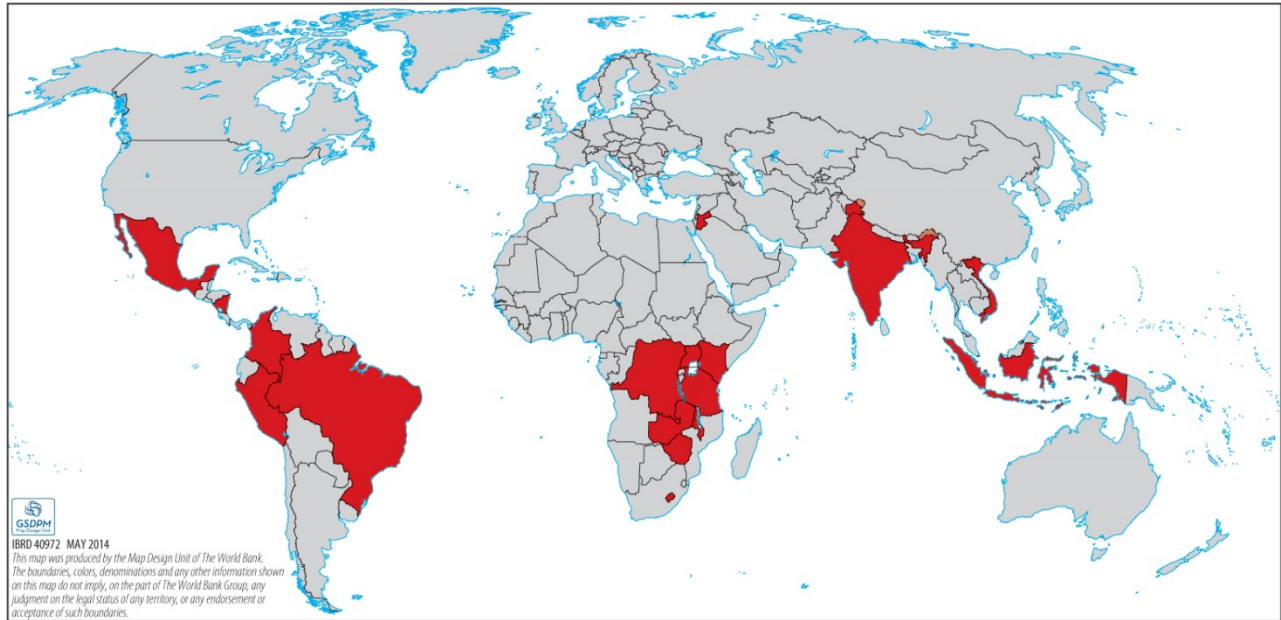 GSDPM
Map Design Unit
IBRD 40972 MAY 2014
This map was produced by the Map Design Unit of The World Bank.
The boundaries, colors, denominations and any other information shown
on this map do not imply, on the part of The World Bank Group, any
judgment on the legal status of any territory, or any endorsement or
acceptance of such boundaries.